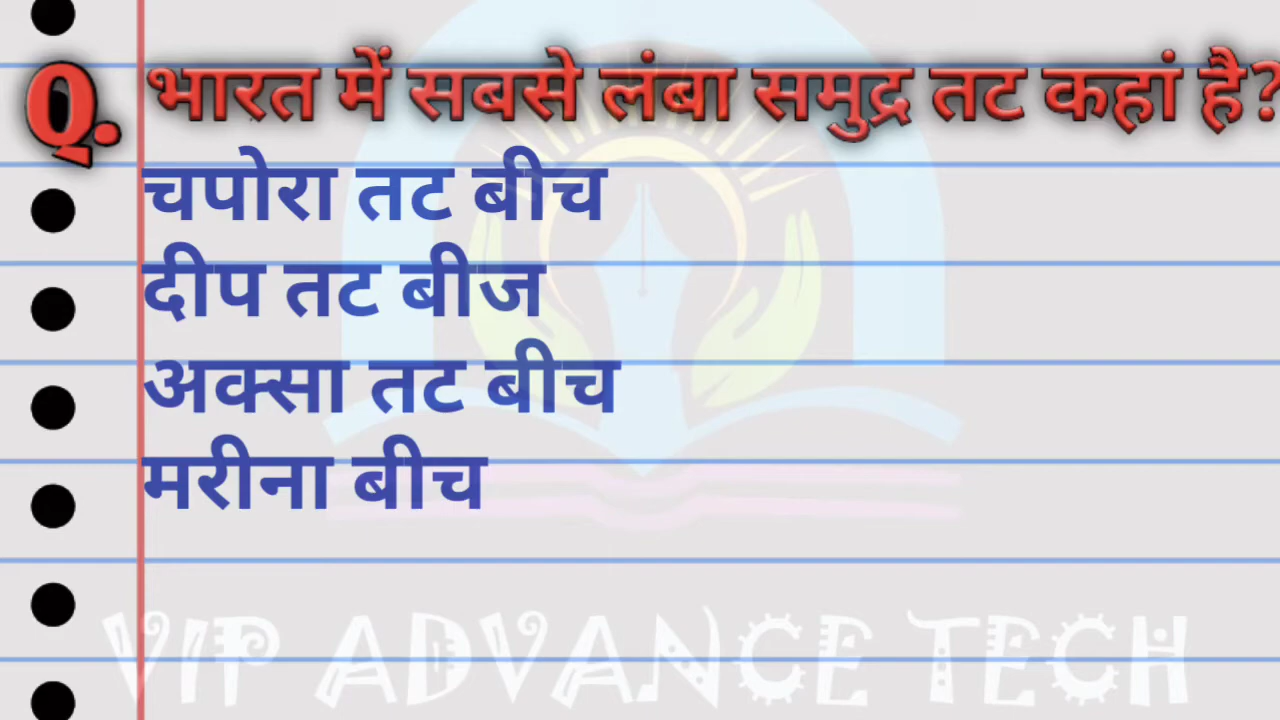 Q. भारत में सबसे लंबा समुद्र तट कहां है?
चपोरा तट बीच
दीप तट बीज
अक्सा तट बीच
मरीना बीच
VIP ADVANCE TECH